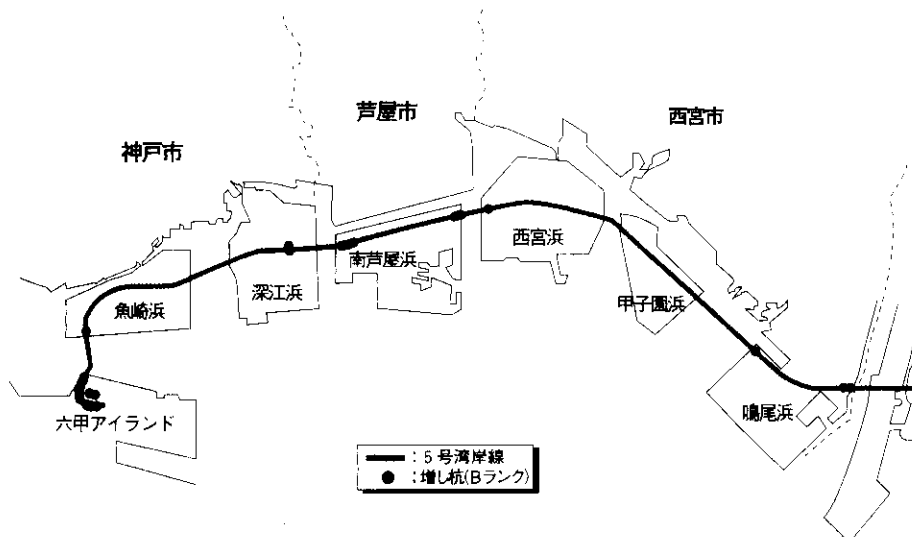 芦屋市
西宮市
神戸市
西宮浜
南芦屋浜
深江浜
魚崎浜
甲子園浜
鳴尾浜
六甲アイランド
：５号湾岸線
：増し杭(Ｂランク)